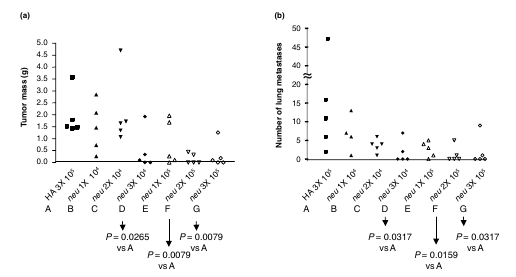 (a)
Tumor mass (g)
5.0
4.5
4.0
3.5
3.0
2.5
2.0
1.5
1.0
0.5
0.0
HA 3X 10⁵
neu 1X 10⁴
neu 2X 10⁴
neu 3X 10⁴
neu 1X 10⁵
neu 2X 10⁵
neu 3X 10⁵
A B C D E F G
P = 0.0265
vs A
P = 0.0079
vs A
P = 0.0079
vs A
(b)
Number of lung metastases
50
45
40
20
15
10
5
0
HA 3X 10⁵
neu 1X 10⁴
neu 2X 10⁴
neu 3X 10⁴
neu 1X 10⁵
neu 2X 10⁵
neu 3X 10⁵
A B C D E F G
P = 0.0317
vs A
P = 0.0159
vs A
P = 0.0317
vs A